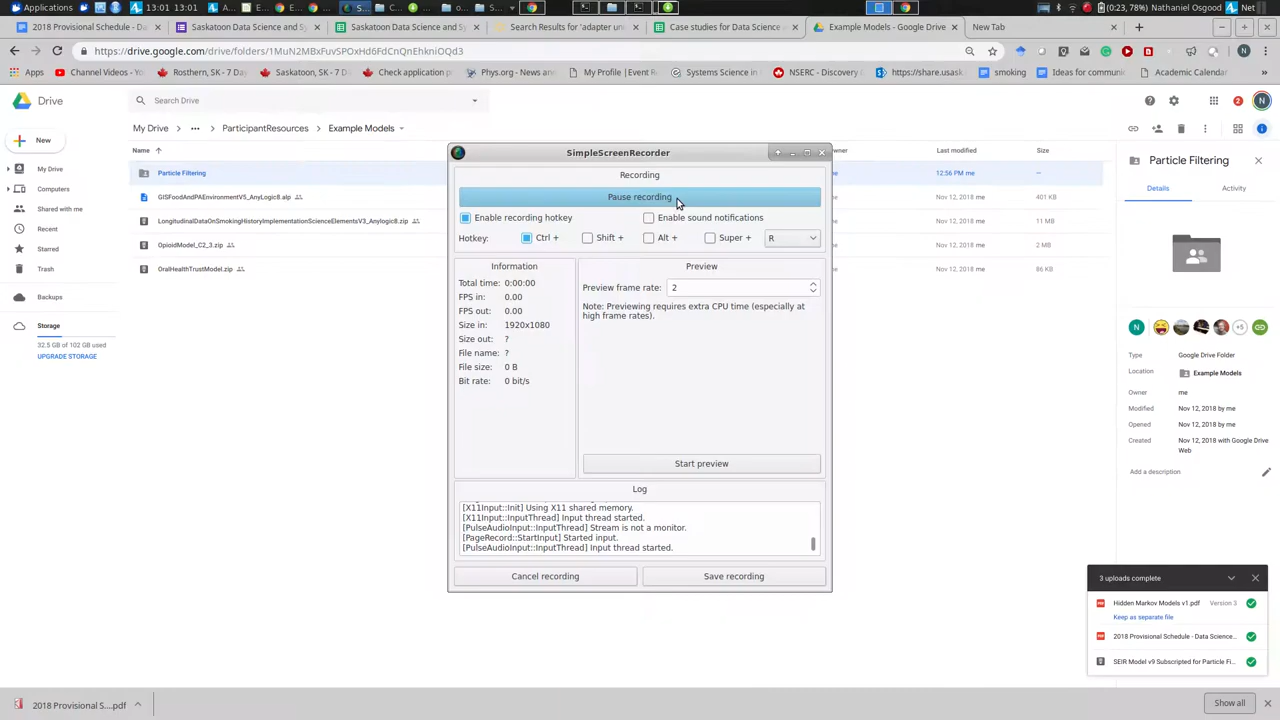 Applications 13:01 13:01 (0:23, 78%) Nathaniel Osgood
2018 Provisional Schedule - Da
Saskatoon Data Science and Sy
Saskatoon Data Science and Sy
Search Results for 'adapter un
Case studies for Data Science
Example Models - Google Drive
New Tab
https://drive.google.com/drive/folders/1MuN2MBxFuvSPOxHd6FdCnQnEhkniOQd3
Apps Channel Videos - Yo Rosthern, SK - 7 Day Saskatoon, SK - 7 Da Check application p Phys.org - News and My Profile | Event Re Systems Science in NSERC - Discovery G https://share.usask smoking Ideas for communi Academic Calendar »
Drive
Search Drive
2
N
New
My Drive
Computers
Shared with me
Recent
Starred
Trash
Backups
Storage
32.5 GB of 102 GB used
UPGRADE STORAGE
My Drive ... ParticipantResources Example Models
Name
wner
Last modified
Size
Particle Filtering
12:56 PM me
—
GISFoodAndPAEnvironmentV5_AnyLogic8.alp
Nov 12, 2018 me
401 KB
LongitudinalDataOnSmokingHistoryImplementationScienceElementsV3_Anylogic8.zip
Nov 12, 2018 me
11 MB
OpioidModel_C2_3.zip
Nov 12, 2018 me
2 MB
OralHealthTrustModel.zip
Nov 12, 2018 me
86 KB
SimpleScreenRecorder
Recording
Pause recording
Enable recording hotkey
Enable sound notifications
Hotkey: Ctrl + Shift + Alt + Super + R
Information
Total time: 0:00:00
FPS in: 0.00
FPS out: 0.00
Size in: 1920x1080
Size out: ?
File name: ?
File size: 0 B
Bit rate: 0 bit/s
Preview
Preview frame rate: 2
Note: Previewing requires extra CPU time (especially at
high frame rates).
Start preview
Log
[X11Input::Init] Using X11 shared memory.
[X11Input::InputThread] Input thread started.
[PulseAudioInput::InputThread] Stream is not a monitor.
[PageRecord::StartInput] Started input.
[PulseAudioInput::InputThread] Input thread started.
Cancel recording
Save recording
Particle Filtering
Details
Activity
N
+5
Type Google Drive Folder
Location Example Models
Owner me
Modified Nov 12, 2018 by me
Opened Nov 12, 2018 by me
Created Nov 12, 2018 with Google Drive
Web
Add a description
3 uploads complete
Hidden Markov Models v1.pdf Version 3
Keep as separate file
2018 Provisional Schedule - Data Science...
SEIR Model v9 Subscripted for Particle Fi...
2018 Provisional S....pdf
Show all